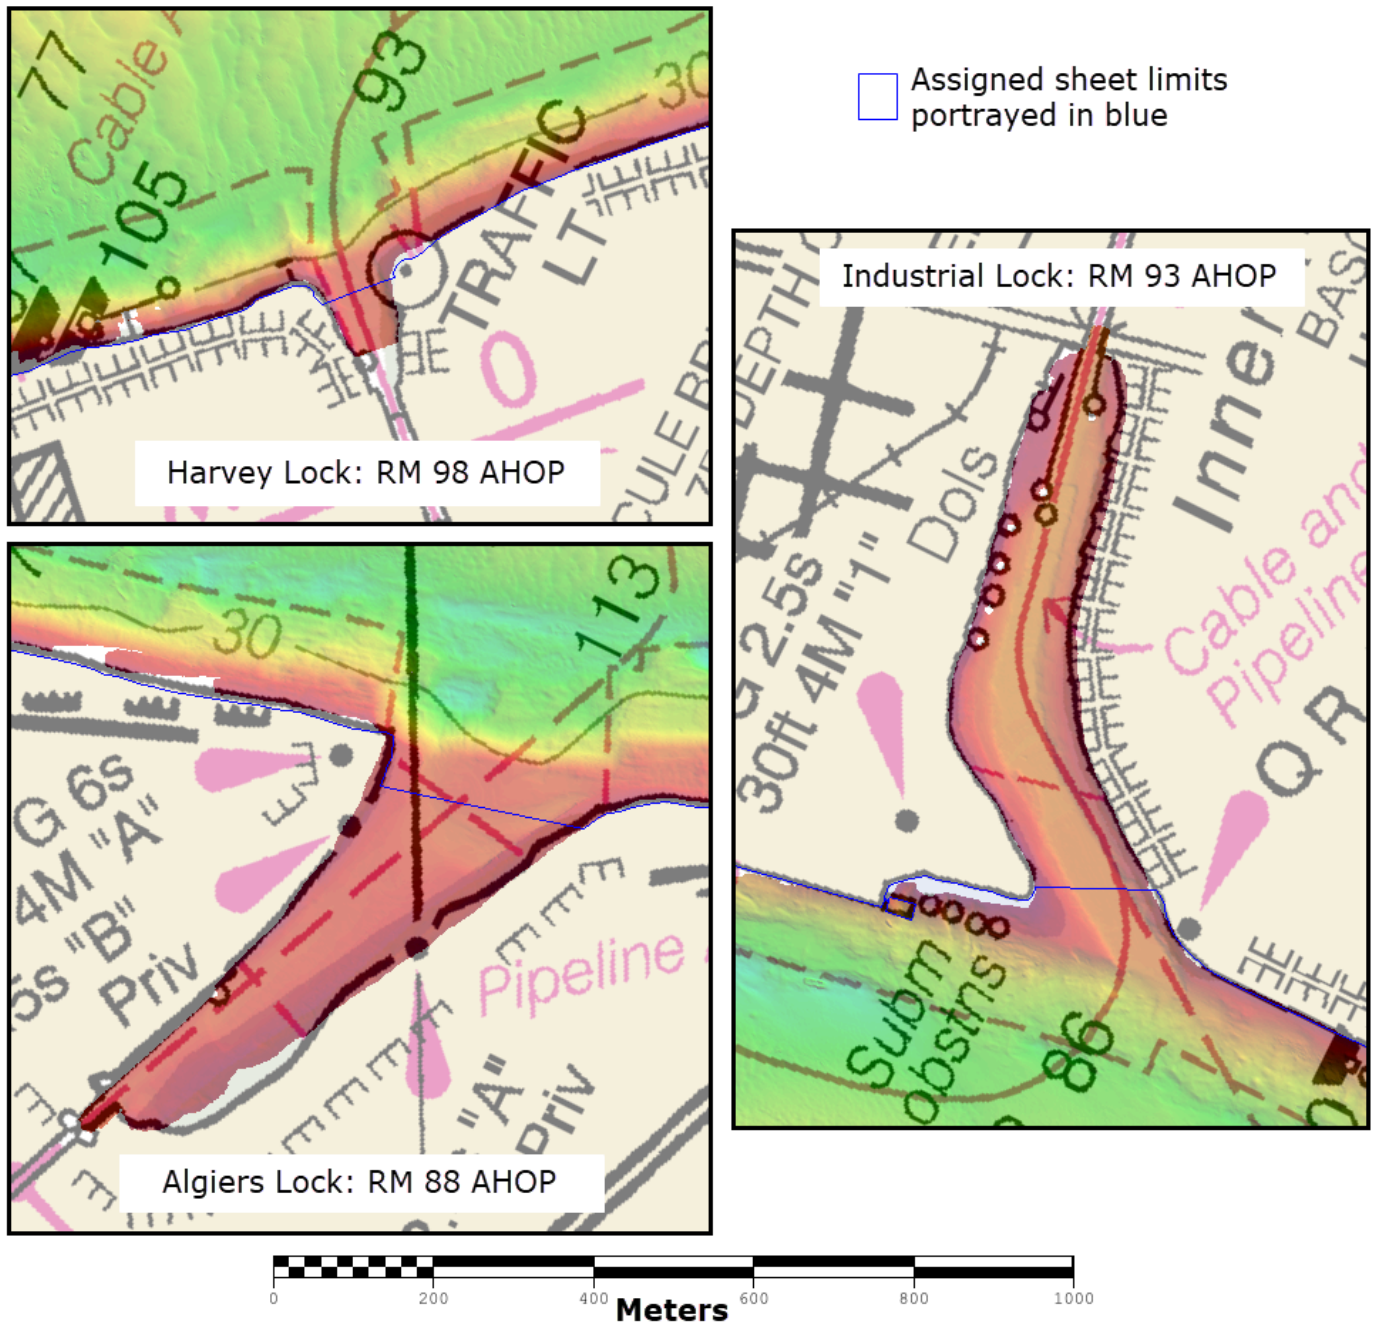 77
Cable
93
30
105
TRAFFIC
LT
0
Harvey Lock: RM 98 AHOP
Assigned sheet limits
portrayed in blue
Industrial Lock: RM 93 AHOP
DEPTH
Inner
BAS
Dols
2.5s
30ft 4M "1"
Cable and
Pipeline
Q R
Subm
obstns
86
30
113
G 6s
4M "A"
5s "B"
Priv
Pipeline
"A"
Priv
Algiers Lock: RM 88 AHOP
0 200 400 600 800 1000
Meters